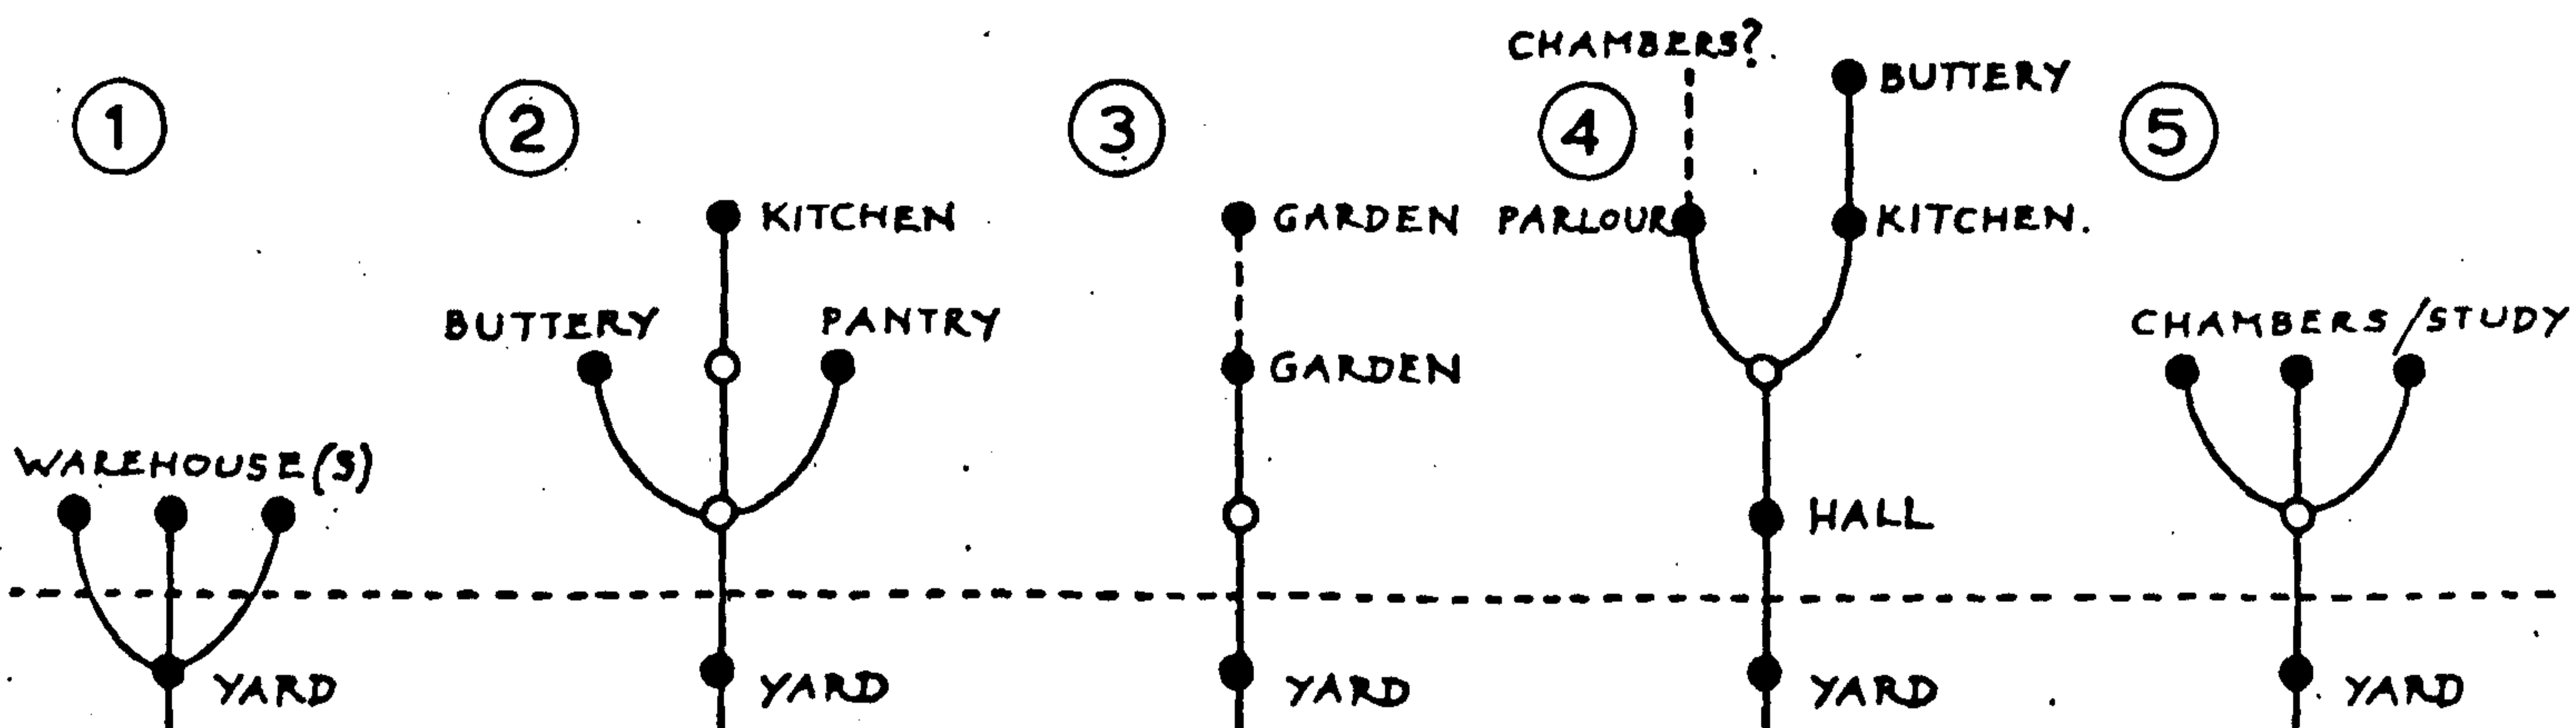 CHAMBERS?
1 2 3 4 5
BUTTERY
KITCHEN GARDEN PARLOUR KITCHEN.
BUTTERY PANTRY CHAMBERS/STUDY
GARDEN
WAREHOUSE(S)
HALL
YARD YARD YARD YARD YARD